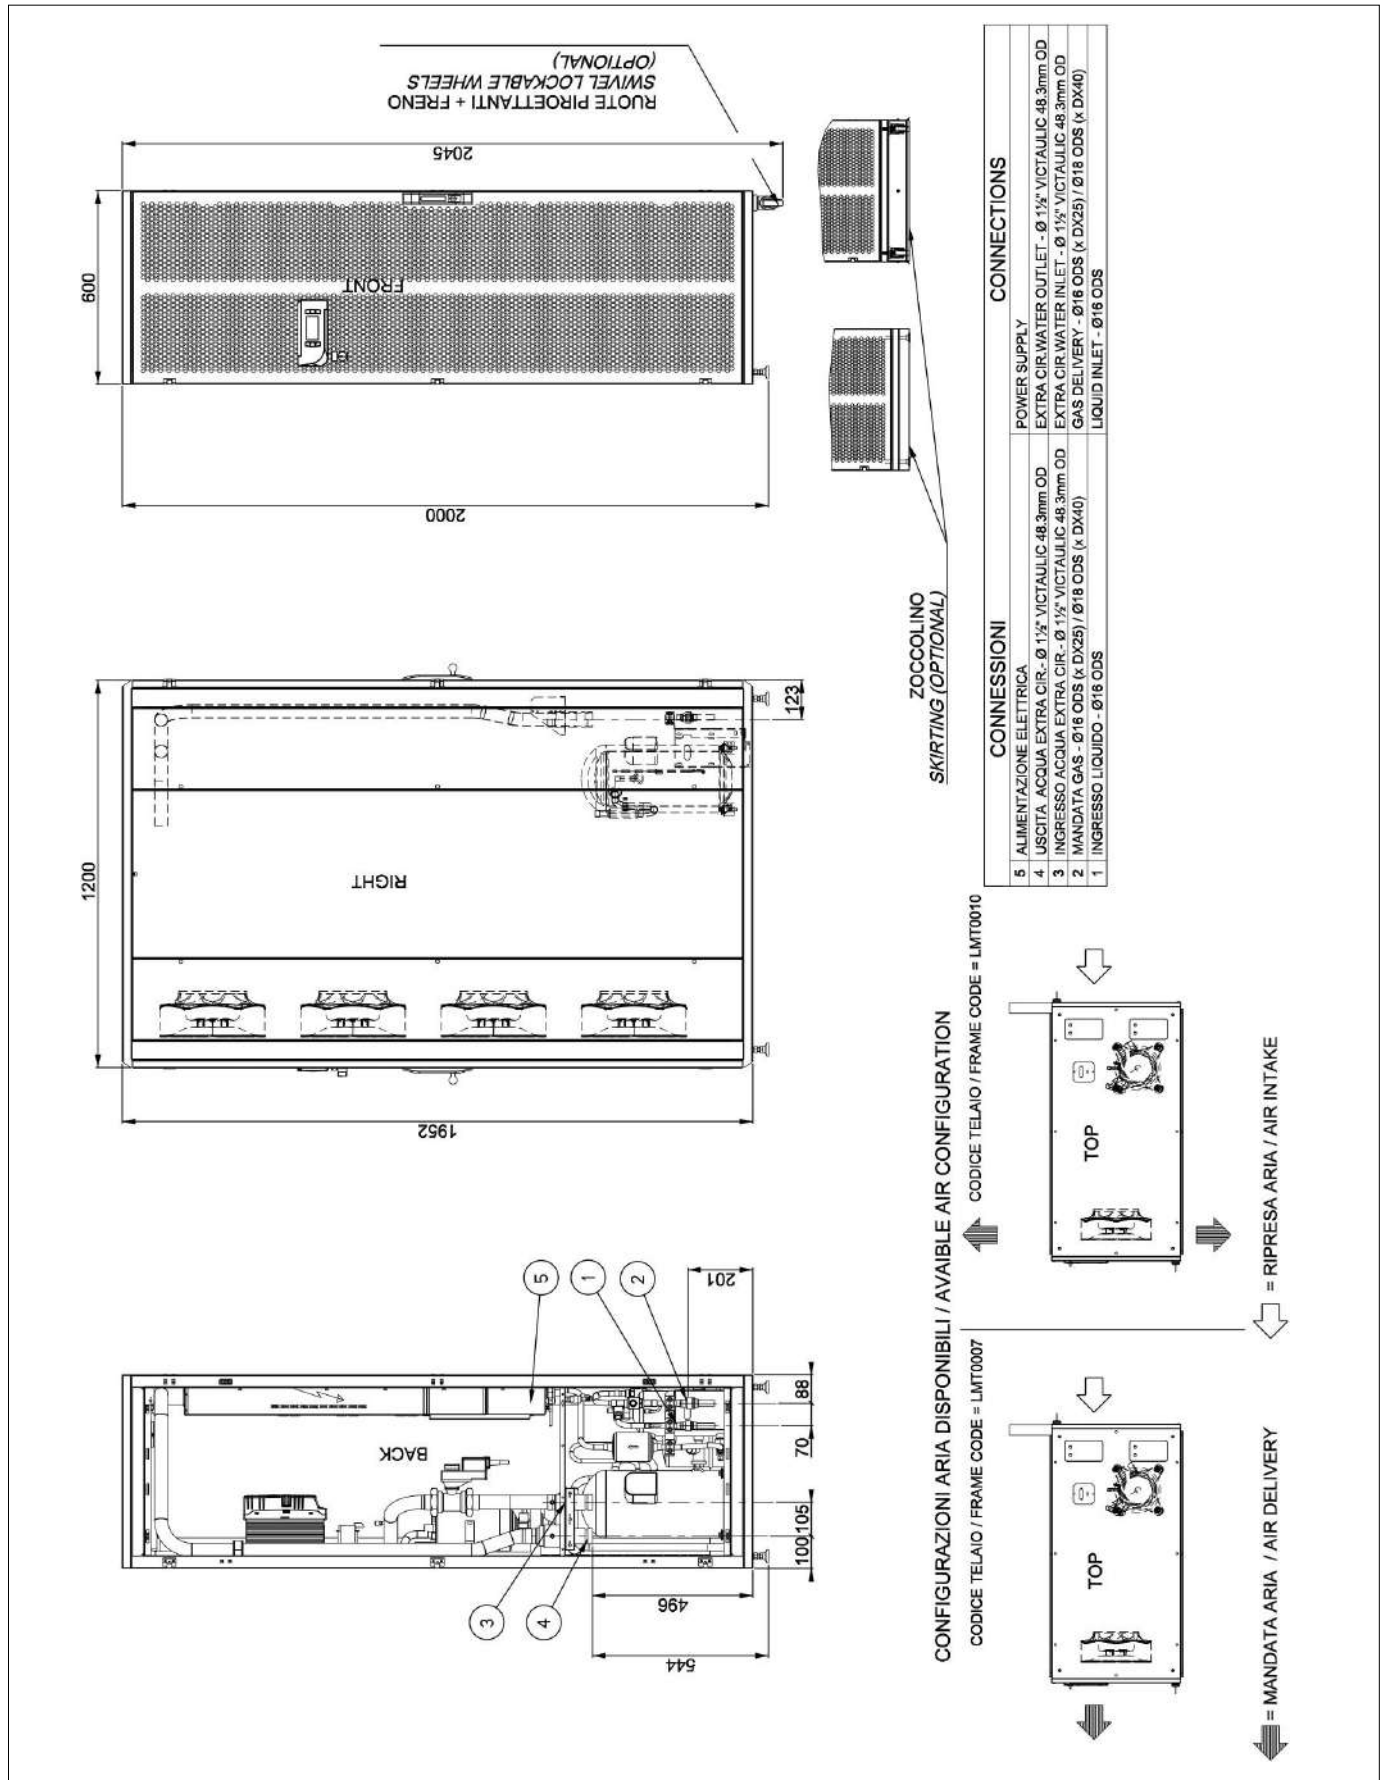 RUOTE PIROETTANTI + FRENO
SWIVEL LOCKABLE WHEELS
(OPTIONAL)
2045
600
FRONT
2000
ZOCCOLINO
SKIRTING (OPTIONAL)
1200
RIGHT
123
1952
BACK
5
1
2
3
4
201
88
70
105
100
496
544
CONNESSIONI CONNECTIONS
5 ALIMENTAZIONE ELETTRICA POWER SUPPLY
4 USCITA ACQUA EXTRA CIR.- Ø 1½" VICTAULIC 48.3mm OD EXTRA CIR.WATER OUTLET - Ø 1½" VICTAULIC 48.3mm OD
3 INGRESSO ACQUA EXTRA CIR.- Ø 1½" VICTAULIC 48.3mm OD EXTRA CIR.WATER INLET - Ø 1½" VICTAULIC 48.3mm OD
2 MANDATA GAS - Ø16 ODS (x DX25) / Ø18 ODS (x DX40) GAS DELIVERY - Ø16 ODS (x DX25) / Ø18 ODS (x DX40)
1 INGRESSO LIQUIDO - Ø16 ODS LIQUID INLET - Ø16 ODS
CONFIGURAZIONI ARIA DISPONIBILI / AVAIBLE AIR CONFIGURATION
CODICE TELAIO / FRAME CODE = LMT0007
TOP
CODICE TELAIO / FRAME CODE = LMT0010
TOP
= MANDATA ARIA / AIR DELIVERY
= RIPRESA ARIA / AIR INTAKE